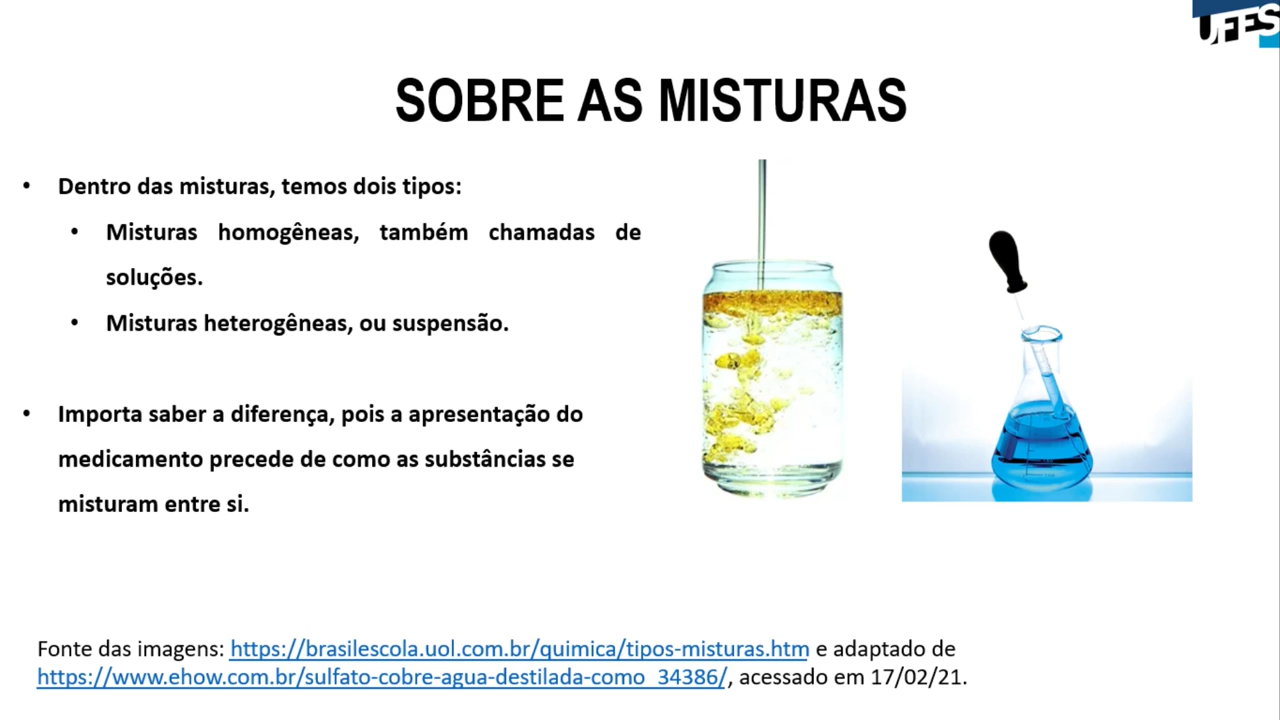 UFES
SOBRE AS MISTURAS
• Dentro das misturas, temos dois tipos:
• Misturas homogêneas, também chamadas de
soluções.
• Misturas heterogêneas, ou suspensão.
• Importa saber a diferença, pois a apresentação do
medicamento precede de como as substâncias se
misturam entre si.
Fonte das imagens: https://brasilescola.uol.com.br/quimica/tipos-misturas.htm e adaptado de
https://www.ehow.com.br/sulfato-cobre-agua-destilada-como_34386/, acessado em 17/02/21.